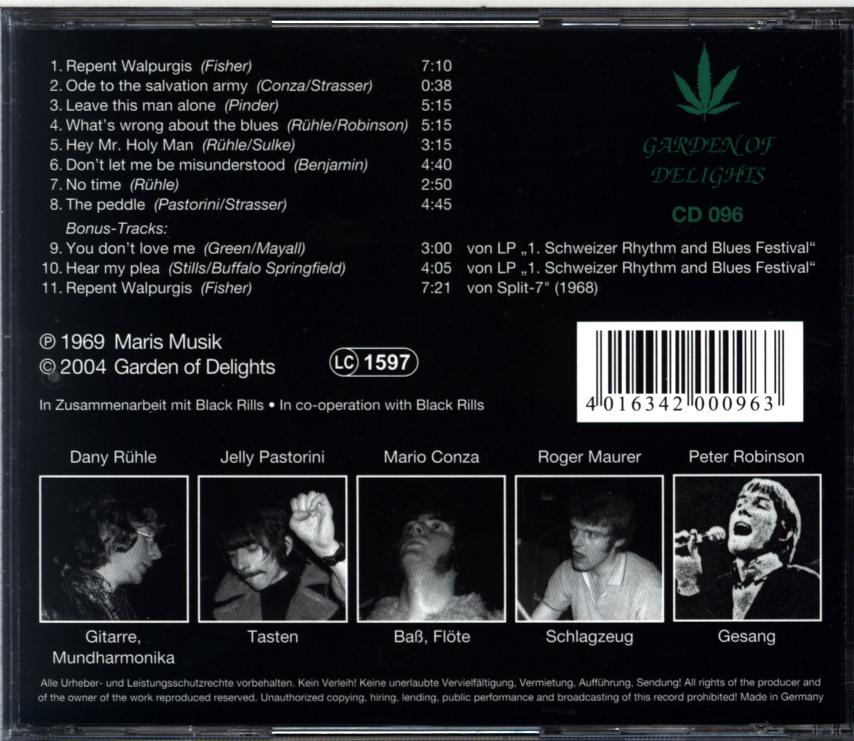 1. Repent Walpurgis (Fisher) 7:10
2. Ode to the salvation army (Conza/Strasser) 0:38
3. Leave this man alone (Pinder) 5:15
4. What's wrong about the blues (Rühle/Robinson) 5:15
5. Hey Mr. Holy Man (Rühle/Sulke) 3:15
6. Don't let me be misunderstood (Benjamin) 4:40
7. No time (Rühle) 2:50
8. The peddle (Pastorini/Strasser) 4:45
Bonus-Tracks:
9. You don't love me (Green/Mayall) 3:00 von LP „1. Schweizer Rhythm and Blues Festival“
10. Hear my plea (Stills/Buffalo Springfield) 4:05 von LP „1. Schweizer Rhythm and Blues Festival“
11. Repent Walpurgis (Fisher) 7:21 von Split-7" (1968)
GARDEN OF
DELIGHTS
CD 096
℗ 1969 Maris Musik
© 2004 Garden of Delights
LC 1597
In Zusammenarbeit mit Black Rills • In co-operation with Black Rills
4 016342 000963
Dany Rühle Jelly Pastorini Mario Conza Roger Maurer Peter Robinson
Gitarre, Tasten Baß, Flöte Schlagzeug Gesang
Mundharmonika
Alle Urheber- und Leistungsschutzrechte vorbehalten. Kein Verleih! Keine unerlaubte Vervielfältigung, Vermietung, Aufführung, Sendung! All rights of the producer and
of the owner of the work reproduced reserved. Unauthorized copying, hiring, lending, public performance and broadcasting of this record prohibited! Made in Germany